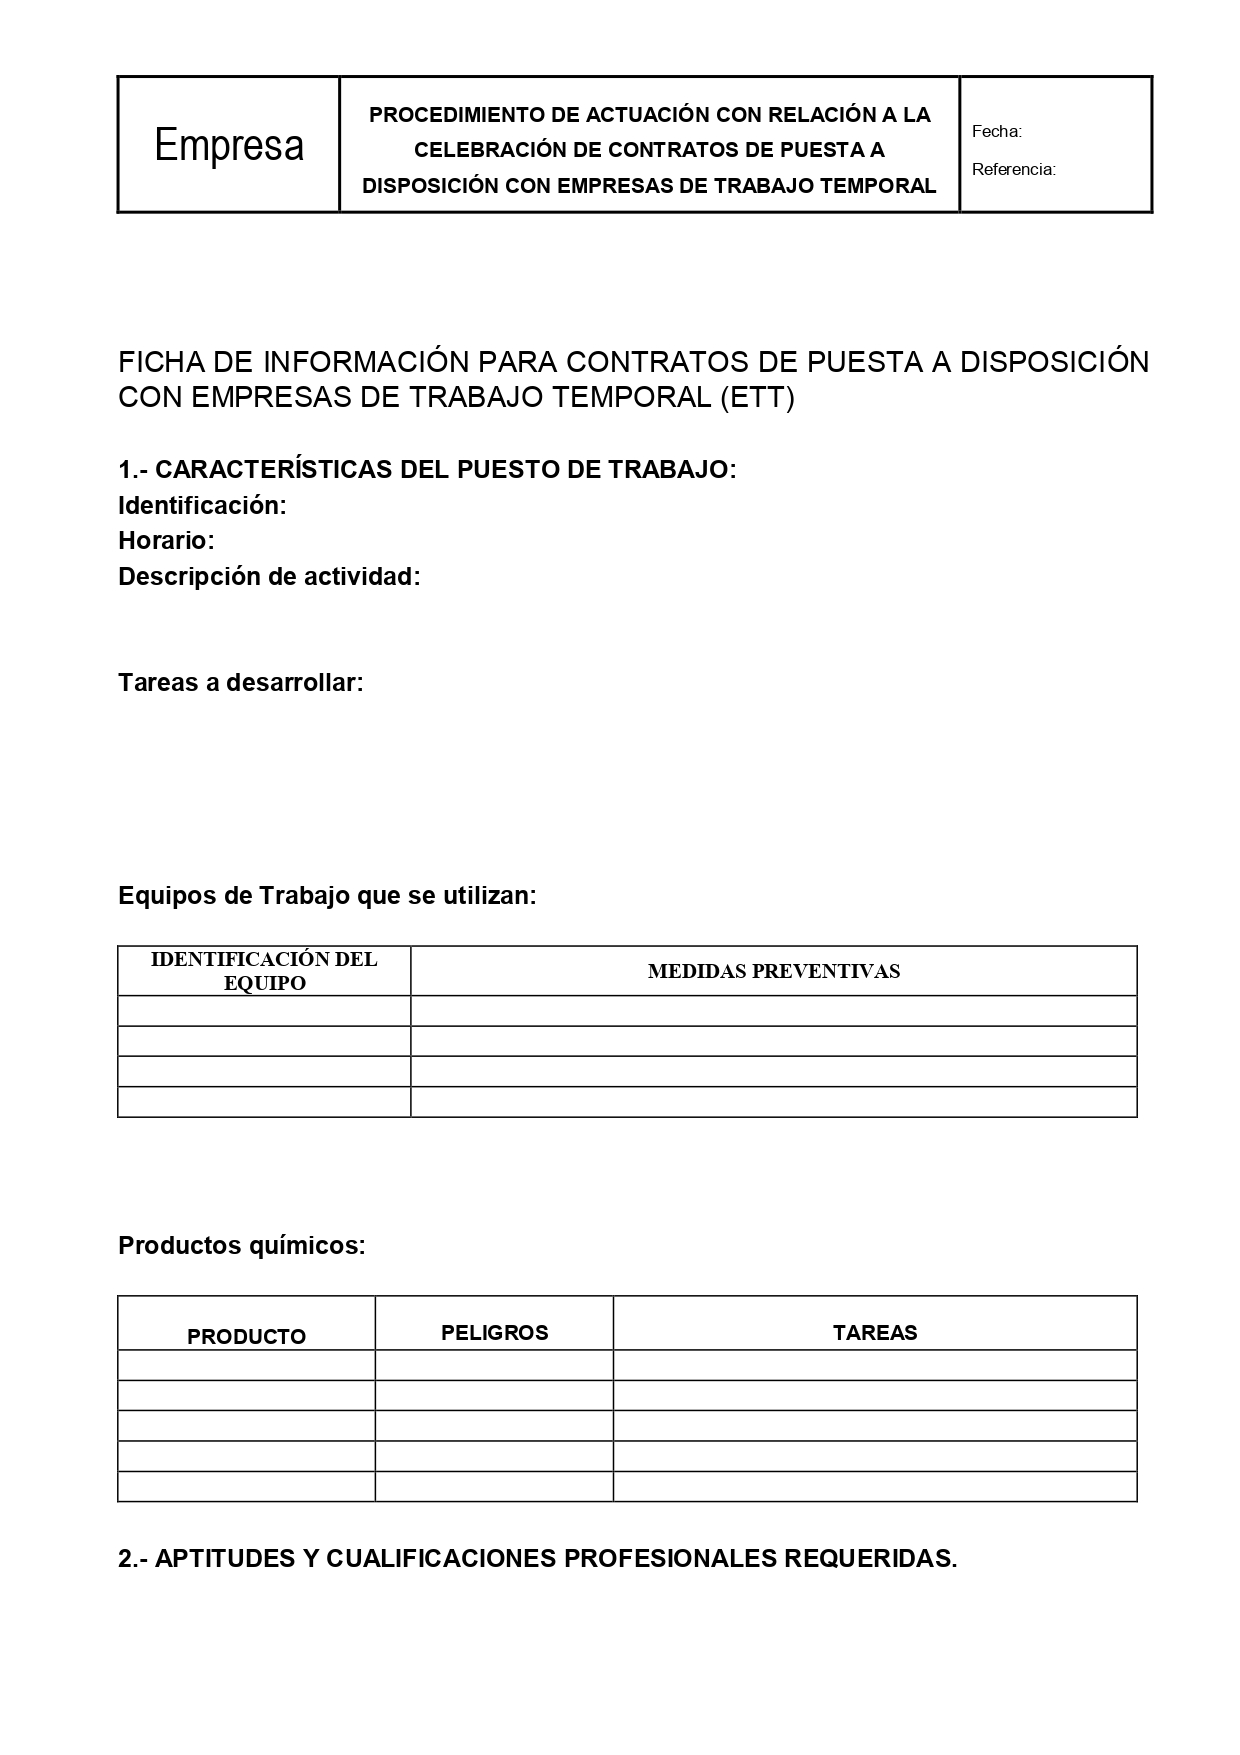 Empresa
PROCEDIMIENTO DE ACTUACIÓN CON RELACIÓN A LA
CELEBRACIÓN DE CONTRATOS DE PUESTA A
DISPOSICIÓN CON EMPRESAS DE TRABAJO TEMPORAL
Fecha:
Referencia:
FICHA DE INFORMACIÓN PARA CONTRATOS DE PUESTA A DISPOSICIÓN
CON EMPRESAS DE TRABAJO TEMPORAL (ETT)
1.- CARACTERÍSTICAS DEL PUESTO DE TRABAJO:
Identificación:
Horario:
Descripción de actividad:
Tareas a desarrollar:
Equipos de Trabajo que se utilizan:
IDENTIFICACIÓN DEL
EQUIPO
MEDIDAS PREVENTIVAS
Productos químicos:
PRODUCTO
PELIGROS
TAREAS
2.- APTITUDES Y CUALIFICACIONES PROFESIONALES REQUERIDAS.